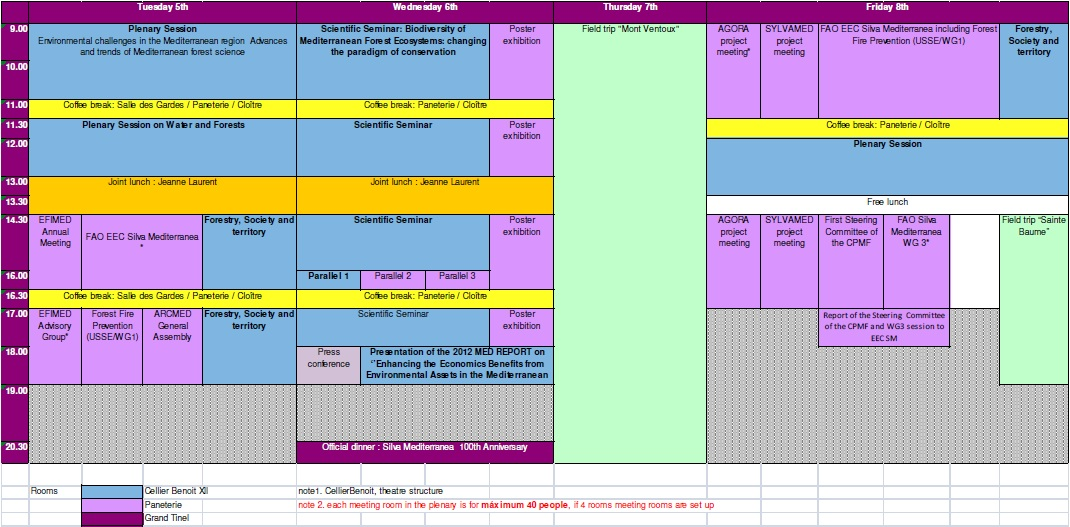 Tuesday 5th
Wednesday 6th
Thursday 7th
Friday 8th
9.00
Plenary Session
Environmental challenges in the Mediterranean region Advances
and trends of Mediterranean forest science
Scientific Seminar: Biodiversity of
Mediterranean Forest Ecosystems: changing
the paradigm of conservation
Poster
exhibition
Field trip "Mont Ventoux"
AGORA
project
meeting*
SYLVAMED
project
meeting
FAO EEC Silva Mediterranea including Forest
Fire Prevention (USSE/WG1)
Forestry,
Society and
territory
10.00
11.00
Coffee break: Salle des Gardes / Paneterie / Cloître
Coffee break: Paneterie / Cloître
11.30
Plenary Session on Water and Forests
Scientific Seminar
Poster
exhibition
Coffee break: Paneterie / Cloître
12.00
Plenary Session
13.00
Joint lunch : Jeanne Laurent
Joint lunch : Jeanne Laurent
13.30
Free lunch
14.30
EFIMED
Annual
Meeting
FAO EEC Silva Mediterranea
*
Forestry, Society and
territory
Scientific Seminar
Poster
exhibition
AGORA
project
meeting
SYLVAMED
project
meeting
First Steering
Committee of
the CPMF
FAO Silva
Mediterranea
WG 3*
Field trip "Sainte
Baume"
16.00
Parallel 1
Parallel 2
Parallel 3
16.30
Coffee break: Salle des Gardes / Paneterie / Cloître
Coffee break: Paneterie / Cloître
17.00
EFIMED
Advisory
Group*
Forest Fire
Prevention
(USSE/WG1)
ARCMED
General
Assembly
Forestry, Society and
territory
Scientific Seminar
Poster
exhibition
Report of the Steering Committee
of the CPMF and WG3 session to
EEC SM
18.00
Press
conference
Presentation of the 2012 MED REPORT on
"Enhancing the Economics Benefits from
Environmental Assets in the Mediterranean
19.00
20.30
Official dinner : Silva Mediterranea 100th Anniversary
Rooms
Cellier Benoit XII
note1. CellierBenoit, theatre structure
Paneterie
note 2. each meeting room in the plenary is for máximum 40 people, if 4 rooms meeting rooms are set up
Grand Tinel